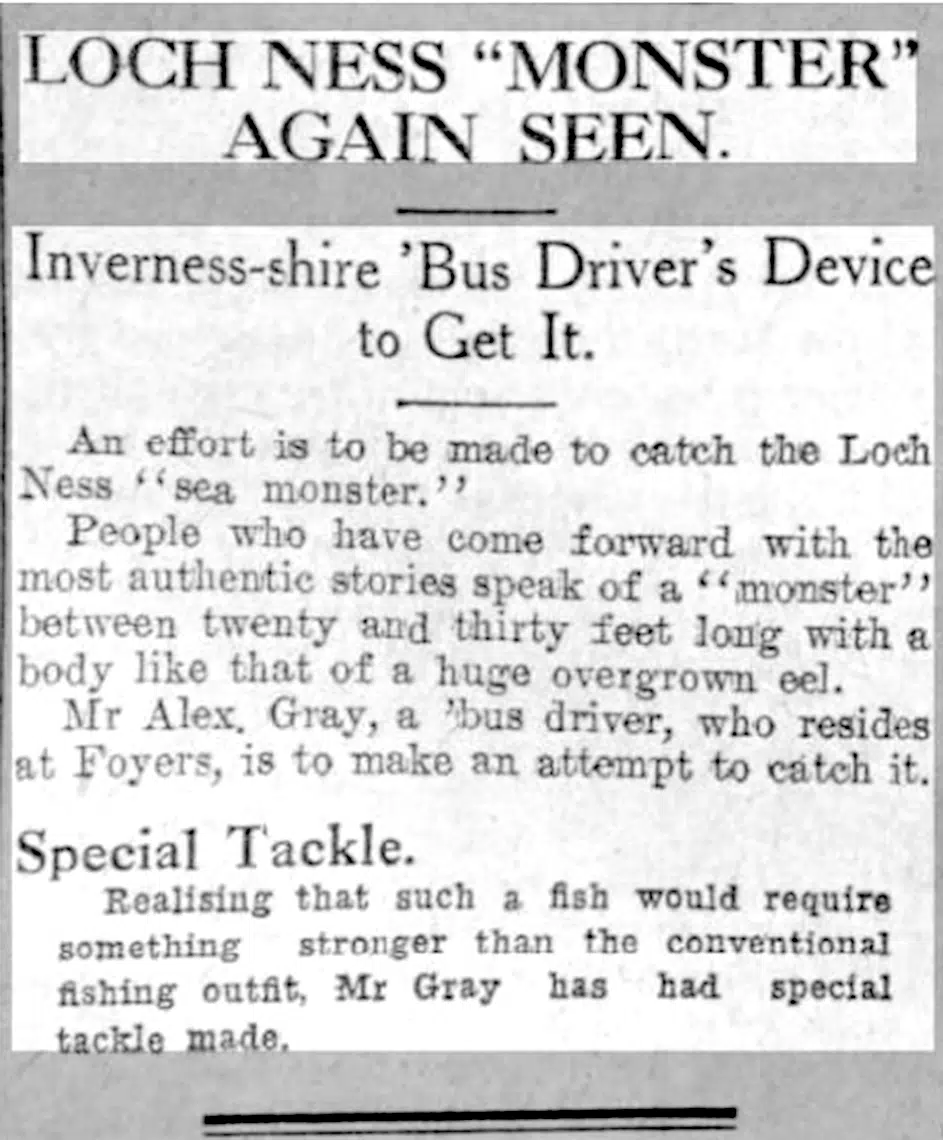 LOCH NESS “MONSTER”
AGAIN SEEN.
Inverness-shire ’Bus Driver’s Device
to Get It.
An effort is to be made to catch the Loch
Ness “sea monster.”
People who have come forward with the
most authentic stories speak of a “monster”
between twenty and thirty feet long with a
body like that of a huge overgrown eel.
Mr Alex. Gray, a ’bus driver, who resides
at Foyers, is to make an attempt to catch it.
Special Tackle.
Realising that such a fish would require
something stronger than the conventional
fishing outfit, Mr Gray has had special
tackle made.